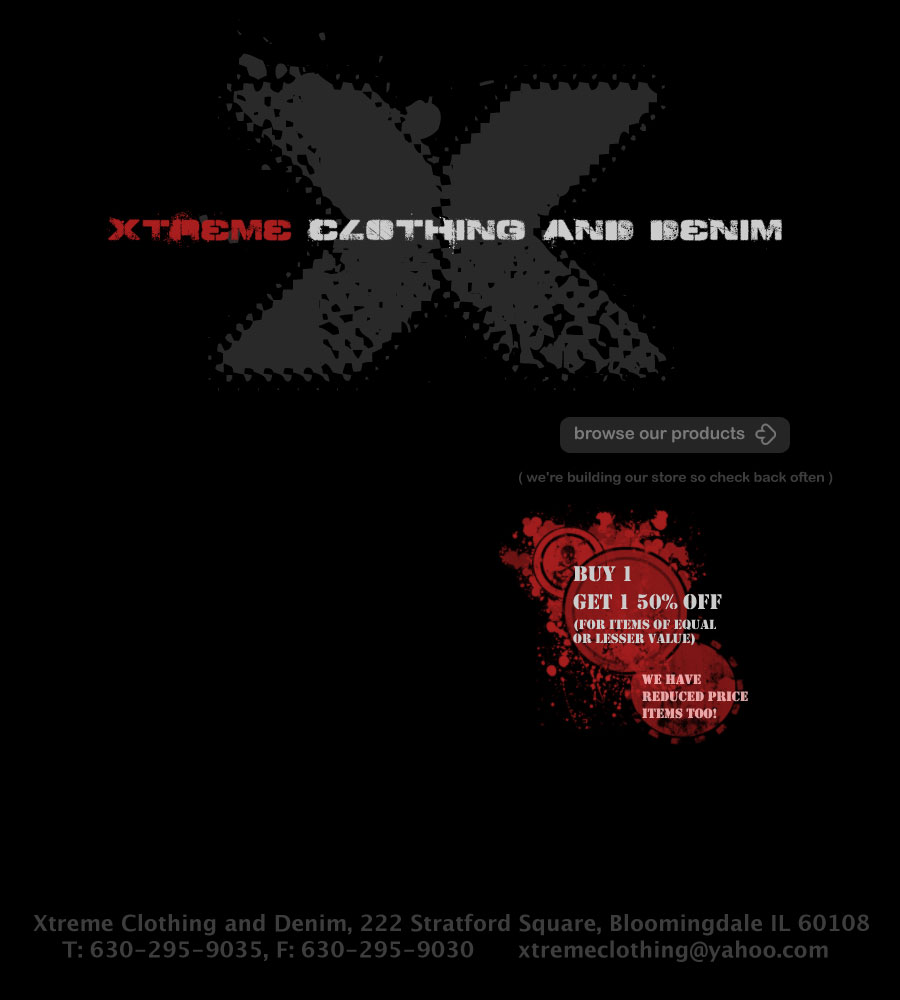 XTREME CLOTHING AND DENIM
browse our products
( we're building our store so check back often )
BUY 1
GET 1 50% OFF
(FOR ITEMS OF EQUAL
OR LESSER VALUE)
WE HAVE
REDUCED PRICE
ITEMS TOO!
Xtreme Clothing and Denim, 222 Stratford Square, Bloomingdale IL 60108
T: 630-295-9035, F: 630-295-9030 xtremeclothing@yahoo.com